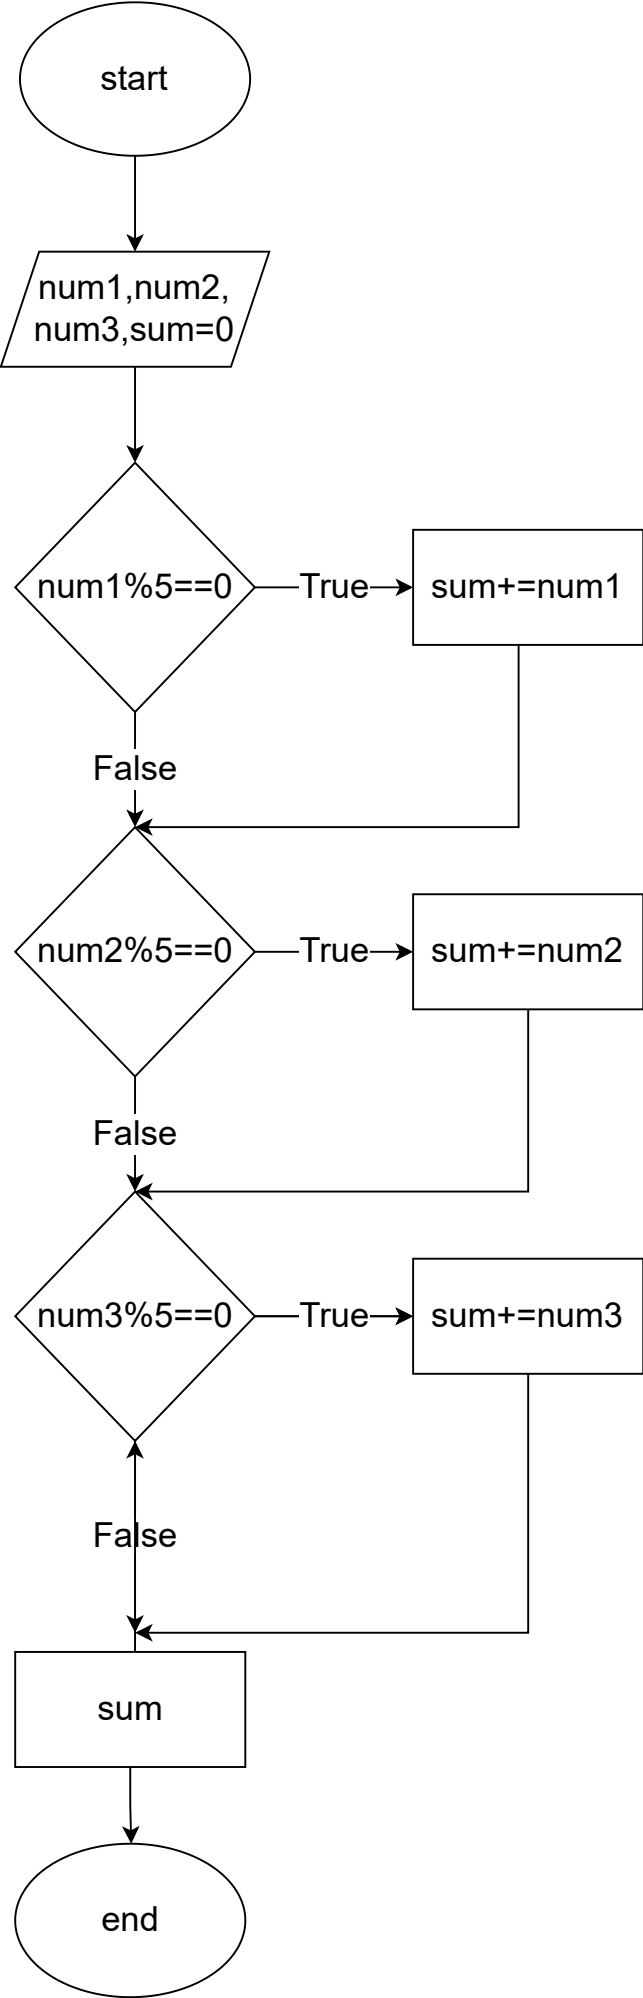 start
num1,num2,
num3,sum=0
num1%5==0
True
sum+=num1
False
num2%5==0
True
sum+=num2
False
num3%5==0
True
sum+=num3
False
sum
end